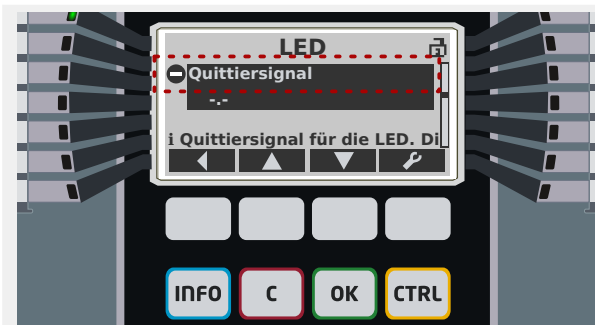 LED
Quittiersignal
-.-
i Quittiersignal für die LED. Di
INFO C OK CTRL